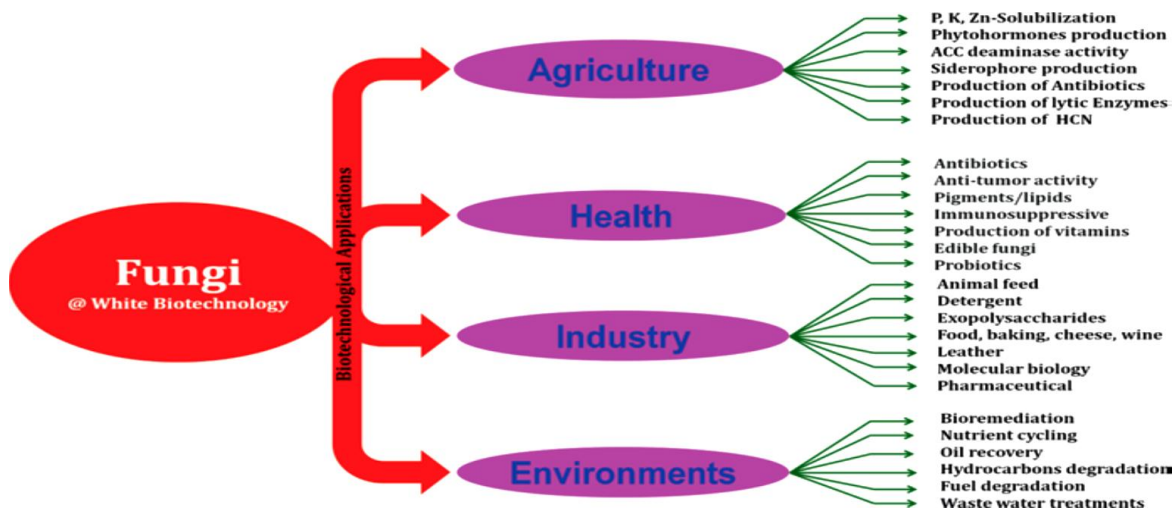 Fungi
@ White Biotechnology
Biotechnological Applications
Agriculture
P, K, Zn-Solubilization
Phytohormones production
ACC deaminase activity
Siderophore production
Production of Antibiotics
Production of lytic Enzymes
Production of HCN
Health
Antibiotics
Anti-tumor activity
Pigments/lipids
Immunosuppressive
Production of vitamins
Edible fungi
Probiotics
Industry
Animal feed
Detergent
Exopolysaccharides
Food, baking, cheese, wine
Leather
Molecular biology
Pharmaceutical
Environments
Bioremediation
Nutrient cycling
Oil recovery
Hydrocarbons degradation
Fuel degradation
Waste water treatments